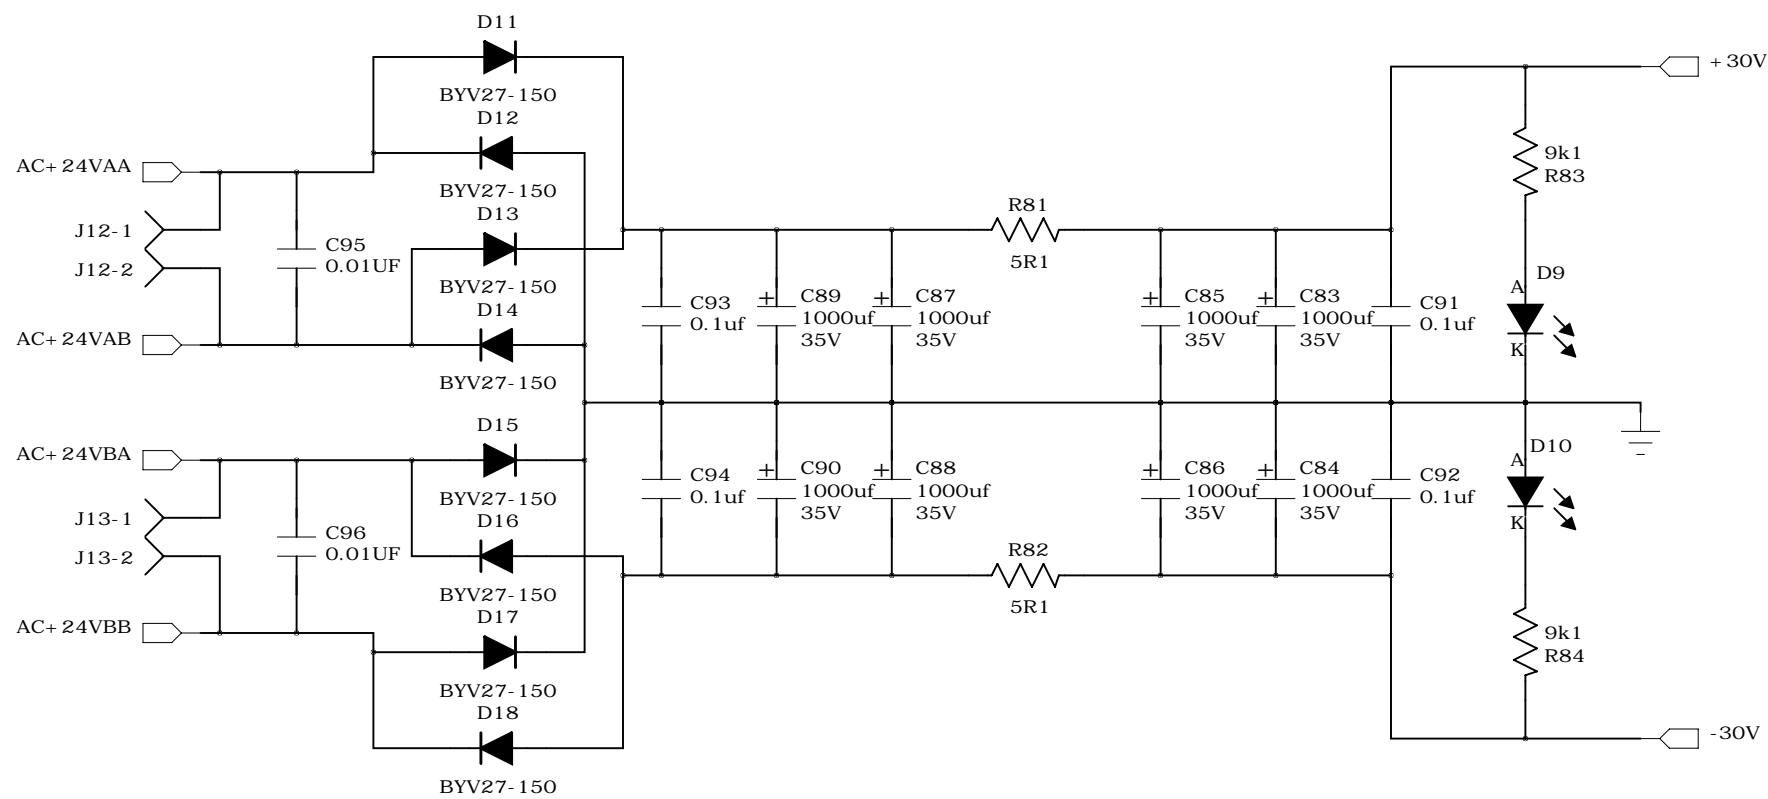 D11
BYV27-150
D12
BYV27-150
D13
BYV27-150
D14
BYV27-150
AC+24VAA
J12-1
J12-2
AC+24VAB
C95
0.01UF
AC+24VBA
J13-1
J13-2
AC+24VBB
C96
0.01UF
D15
BYV27-150
D16
BYV27-150
D17
BYV27-150
D18
BYV27-150
C93
0.1uf
+
C89
1000uf
35V
+
C87
1000uf
35V
R81
5R1
+
C85
1000uf
35V
+
C83
1000uf
35V
C91
0.1uf
C94
0.1uf
+
C90
1000uf
35V
+
C88
1000uf
35V
R82
5R1
+
C86
1000uf
35V
+
C84
1000uf
35V
C92
0.1uf
+30V
9k1
R83
D9
A
K
D10
A
K
9k1
R84
-30V